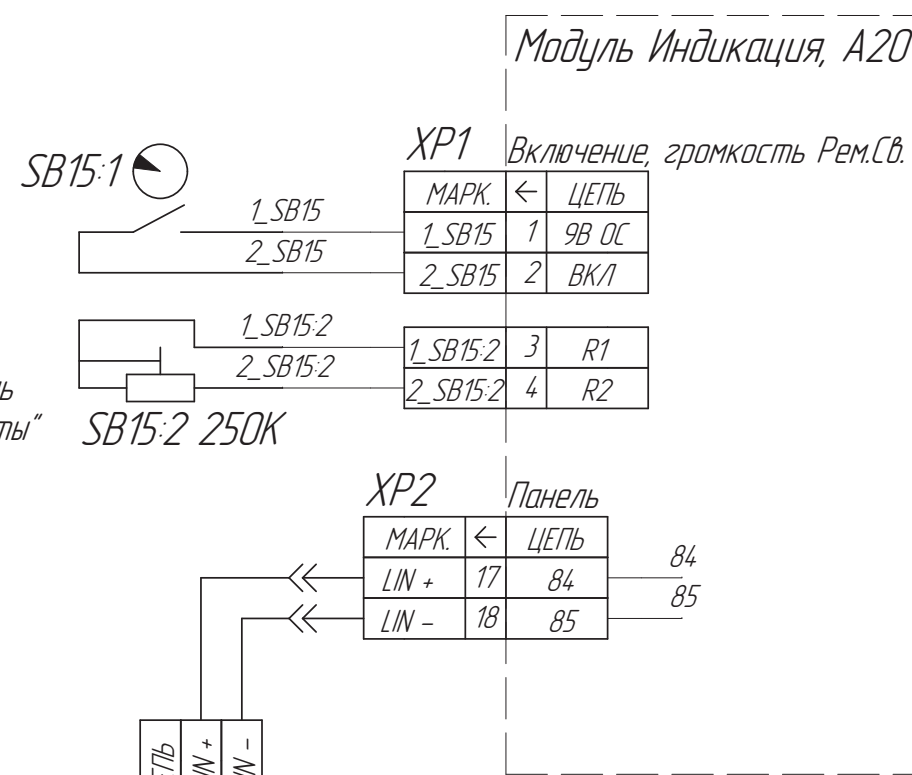 Модуль Индикация, А20
SB15:1
XP1
Включение, громкость Рем.Св.
МАРК. ← ЦЕПЬ
1_SB15
1_SB15 1 9В ОС
2_SB15
2_SB15 2 ВКЛ
1_SB15:2
1_SB15:2 3 R1
2_SB15:2
2_SB15:2 4 R2
SB15:2 250К
XP2
Панель
МАРК. ← ЦЕПЬ
LIN + 17 84
84
LIN – 18 85
85